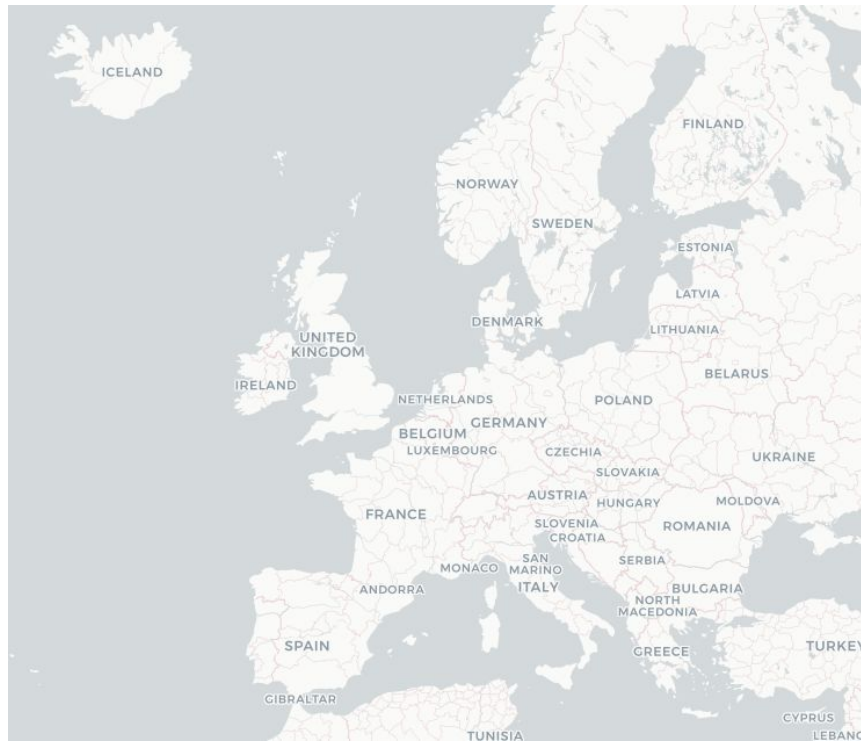 ICELAND
FINLAND
NORWAY
SWEDEN
ESTONIA
LATVIA
DENMARK
LITHUANIA
UNITED
KINGDOM
BELARUS
IRELAND
NETHERLANDS
POLAND
GERMANY
BELGIUM
LUXEMBOURG
CZECHIA
UKRAINE
SLOVAKIA
AUSTRIA
HUNGARY
MOLDOVA
FRANCE
SLOVENIA
ROMANIA
CROATIA
SAN
MARINO
SERBIA
MONACO
ITALY
ANDORRA
BULGARIA
NORTH
MACEDONIA
SPAIN
GREECE
TURKEY
GIBRALTAR
CYPRUS
TUNISIA
LEBANO